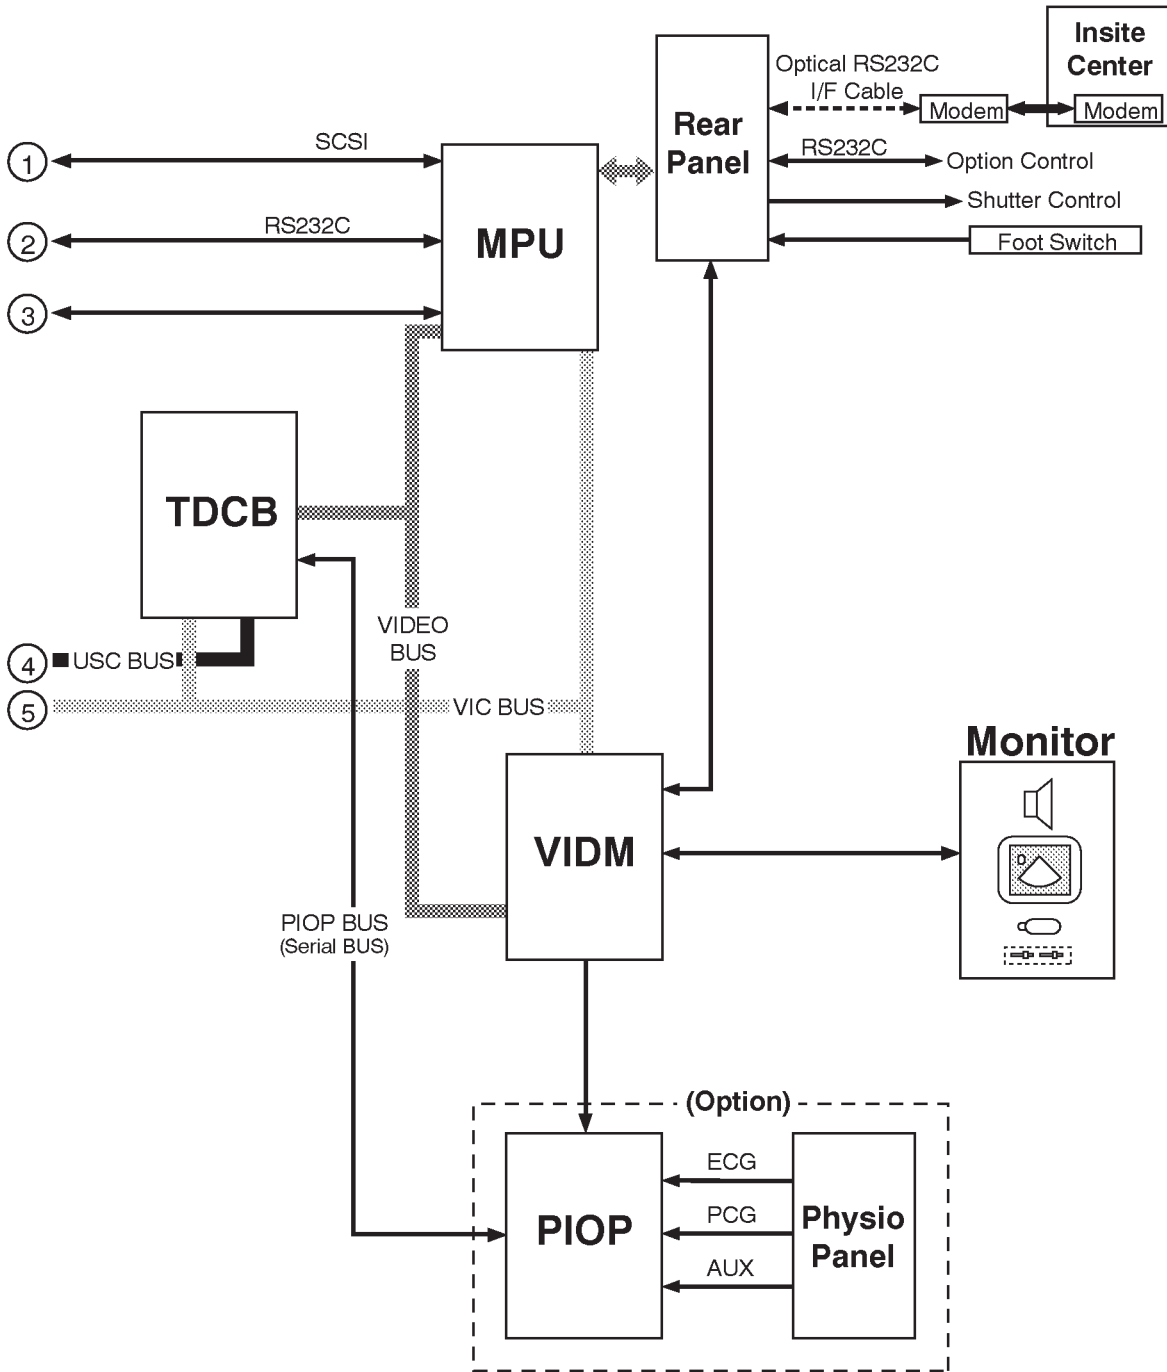 Insite
Center
Optical RS232C
I/F Cable
Modem
Modem
Rear
Panel
SCSI
1
RS232C
Option Control
Shutter Control
RS232C
2
MPU
Foot Switch
3
TDCB
VIDEO
BUS
4
USC BUS
5
VIC BUS
Monitor
VIDM
D
PIOP BUS
(Serial BUS)
(Option)
ECG
PCG
AUX
PIOP
Physio
Panel